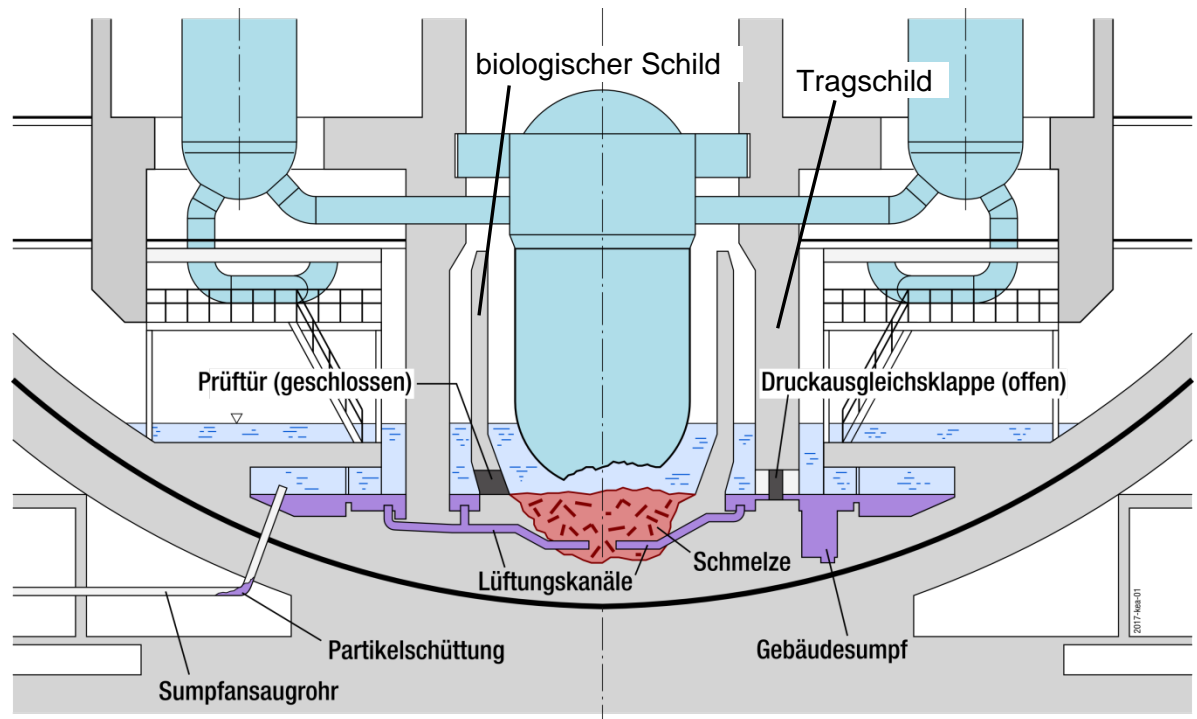 biologischer Schild
Tragschild
Prüftür (geschlossen)
Druckausgleichsklappe (offen)
Schmelze
Lüftungskanäle
2017-kea-01
Partikelschüttung
Gebäudesumpf
Sumpfansaugrohr